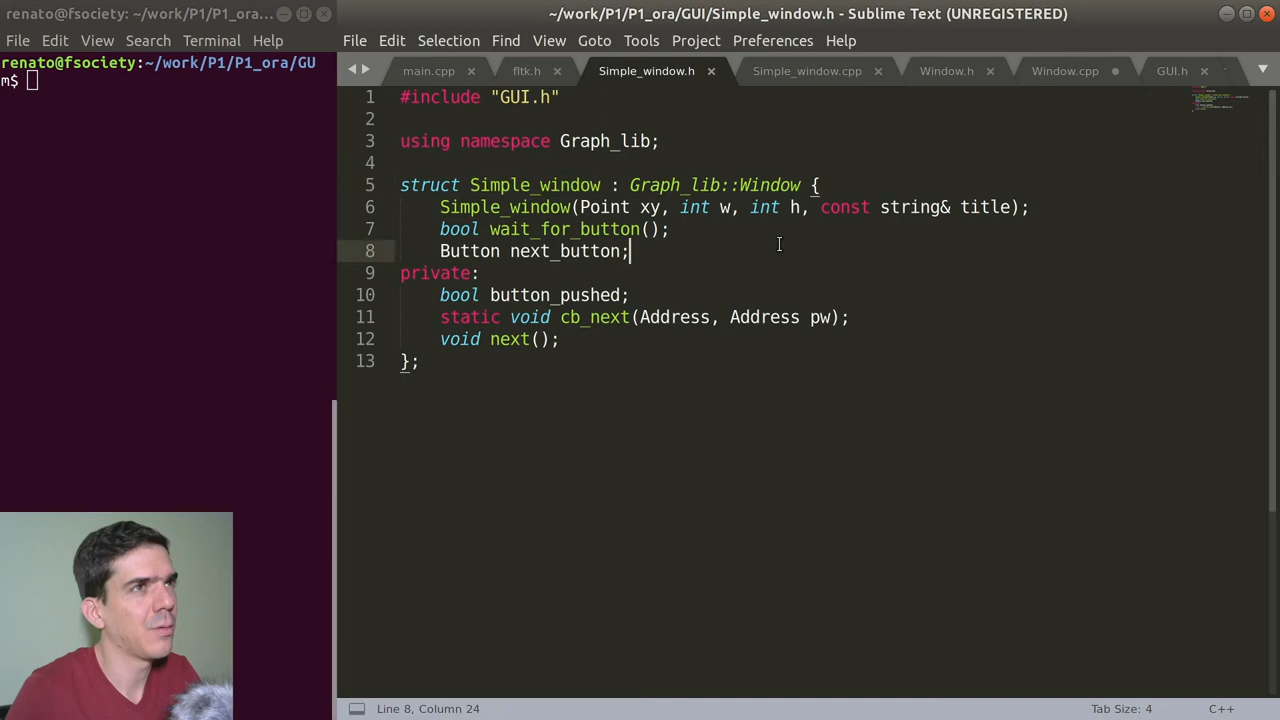 renato@fsociety: ~/work/P1/P1_ora...
File Edit View Search Terminal Help
renato@fsociety:~/work/P1/P1_ora/GU
m$
~/work/P1/P1_ora/GUI/Simple_window.h - Sublime Text (UNREGISTERED)
File Edit Selection Find View Goto Tools Project Preferences Help
main.cpp fltk.h Simple_window.h Simple_window.cpp Window.h Window.cpp GUI.h
1 #include "GUI.h"
2
3 using namespace Graph_lib;
4
5 struct Simple_window : Graph_lib::Window {
6 Simple_window(Point xy, int w, int h, const string& title);
7 bool wait_for_button();
8 Button next_button;
9 private:
10 bool button_pushed;
11 static void cb_next(Address, Address pw);
12 void next();
13 };
Line 8, Column 24 Tab Size: 4 C++